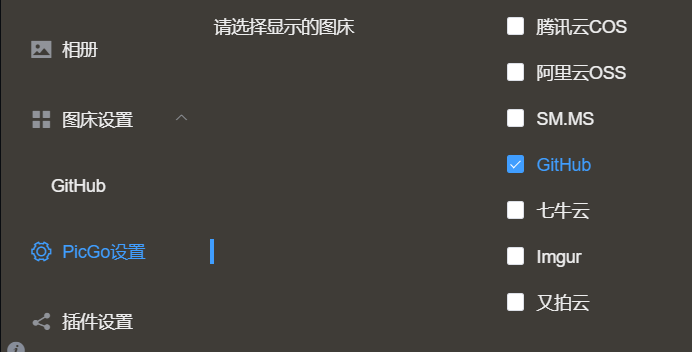 相册
图床设置
GitHub
PicGo设置
插件设置
请选择显示的图床
腾讯云COS
阿里云OSS
SM.MS
GitHub
七牛云
Imgur
又拍云